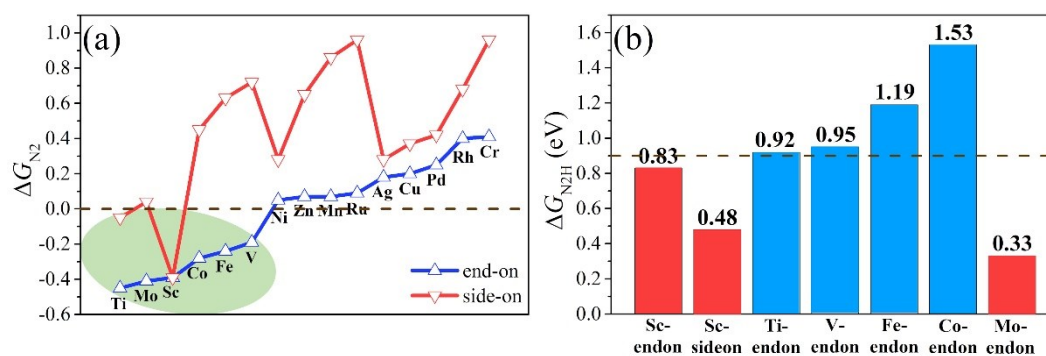 (a)
ΔG_N2
1.0
0.8
0.6
0.4
0.2
0.0
-0.2
-0.4
-0.6
Ti
Mo
Sc
Co
Fe
V
Ni
Zn
Mn
Ru
Ag
Cu
Pd
Rh
Cr
end-on
side-on
(b)
ΔG_N2H (eV)
1.6
1.4
1.2
1.0
0.8
0.6
0.4
0.2
0.0
0.83
0.48
0.92
0.95
1.19
1.53
0.33
Sc-
endon
Sc-
sideon
Ti-
endon
V-
endon
Fe-
endon
Co-
endon
Mo-
endon